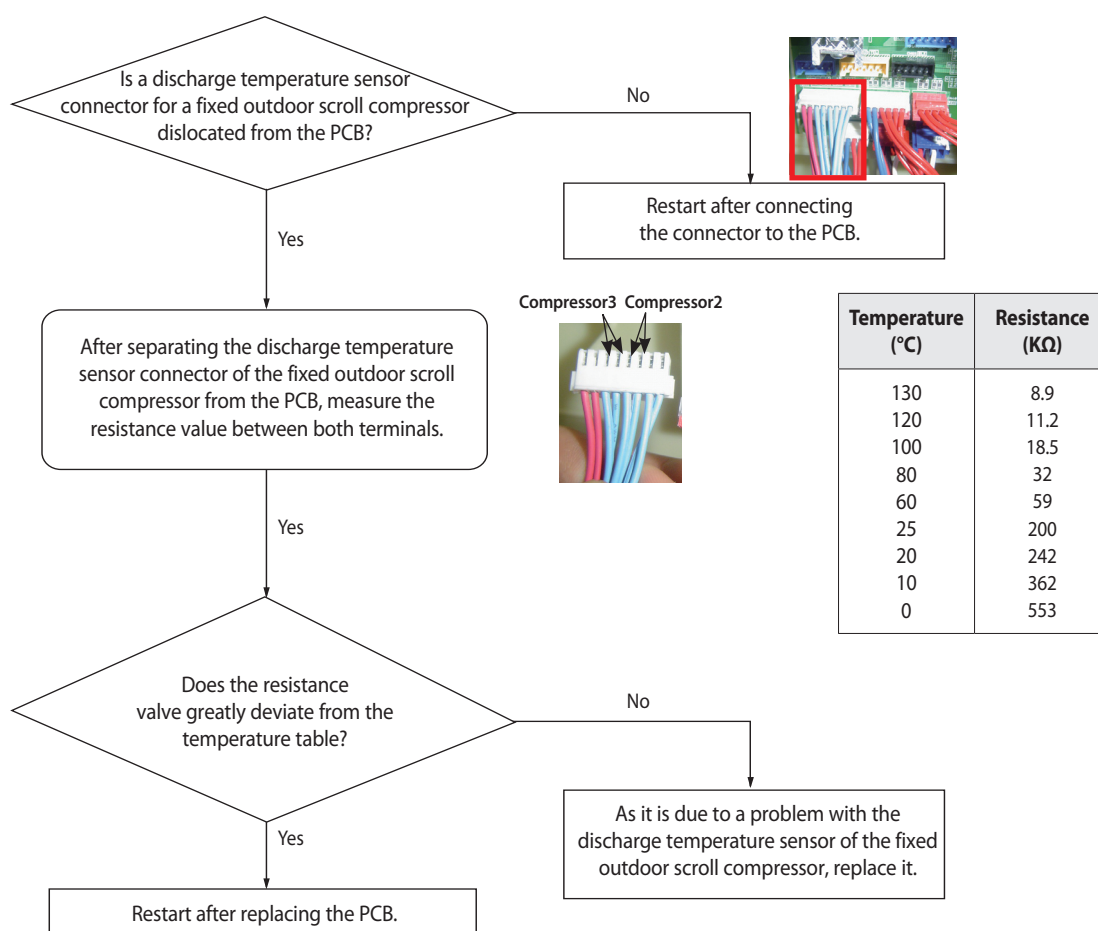 Is a discharge temperature sensor
connector for a fixed outdoor scroll compressor
dislocated from the PCB?
No
Restart after connecting
the connector to the PCB.
Yes
After separating the discharge temperature
sensor connector of the fixed outdoor scroll
compressor from the PCB, measure the
resistance value between both terminals.
Compressor3 Compressor2
Temperature (°C) Resistance (KΩ)
130 8.9
120 11.2
100 18.5
80 32
60 59
25 200
20 242
10 362
0 553
Yes
Does the resistance
valve greatly deviate from the
temperature table?
No
As it is due to a problem with the
discharge temperature sensor of the fixed
outdoor scroll compressor, replace it.
Yes
Restart after replacing the PCB.